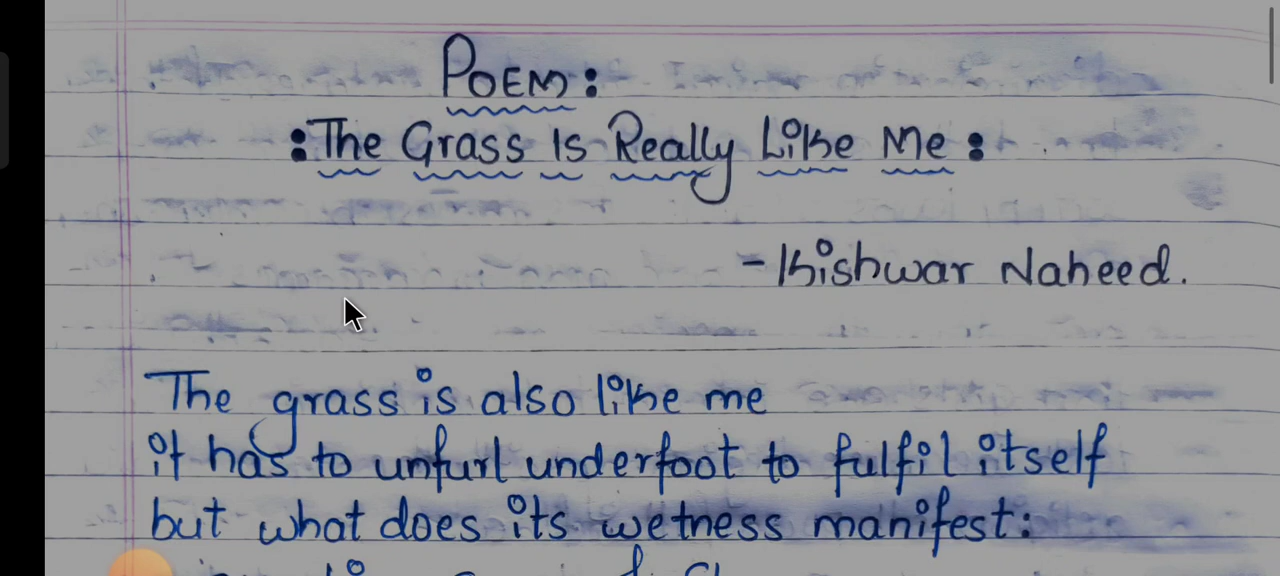 POEM:
:The Grass Is Really Like Me:
-Kishwar Naheed.
The grass is also like me
it has to unfurl underfoot to fulfil itself
but what does its wetness manifest: